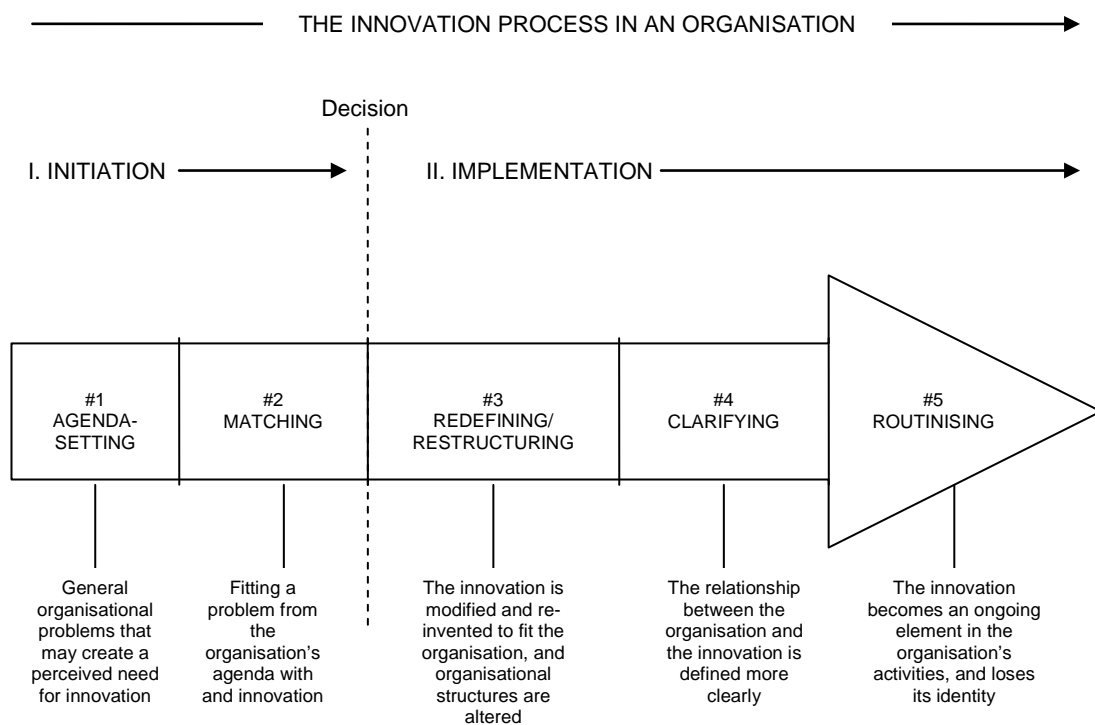 THE INNOVATION PROCESS IN AN ORGANISATION
Decision
I. INITIATION
II. IMPLEMENTATION
#1
AGENDA-
SETTING
#2
MATCHING
#3
REDEFINING/
RESTRUCTURING
#4
CLARIFYING
#5
ROUTINISING
General
organisational
problems that
may create a
perceived need
for innovation
Fitting a
problem from
the
organisation’s
agenda with
and innovation
The innovation is
modified and re-
invented to fit the
organisation, and
organisational
structures are
altered
The relationship
between the
organisation and
the innovation is
defined more
clearly
The innovation
becomes an ongoing
element in the
organisation’s
activities, and loses
its identity